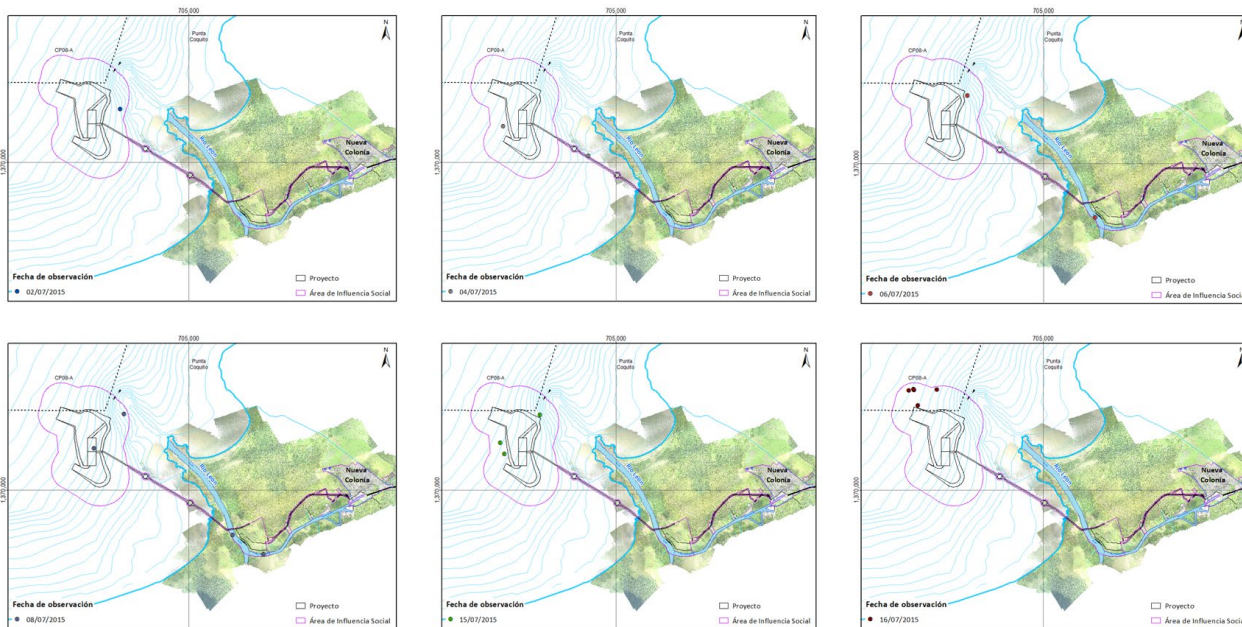 705,000
N
Punta
Coquito
CP08-A
Río León
Nueva
Colonia
1,370,000
Fecha de observación
02/07/2015
Proyecto
Área de Influencia Social
705,000
N
Punta
Coquito
CP08-A
Río León
Nueva
Colonia
1,370,000
Fecha de observación
04/07/2015
Proyecto
Área de Influencia Social
705,000
N
Punta
Coquito
CP08-A
Río León
Nueva
Colonia
1,370,000
Fecha de observación
06/07/2015
Proyecto
Área de Influencia Social
705,000
N
Punta
Coquito
CP08-A
Río León
Nueva
Colonia
1,370,000
Fecha de observación
08/07/2015
Proyecto
Área de Influencia Social
705,000
N
Punta
Coquito
CP08-A
Río León
Nueva
Colonia
1,370,000
Fecha de observación
15/07/2015
Proyecto
Área de Influencia Social
705,000
N
Punta
Coquito
CP08-A
Río León
Nueva
Colonia
1,370,000
Fecha de observación
16/07/2015
Proyecto
Área de Influencia Social